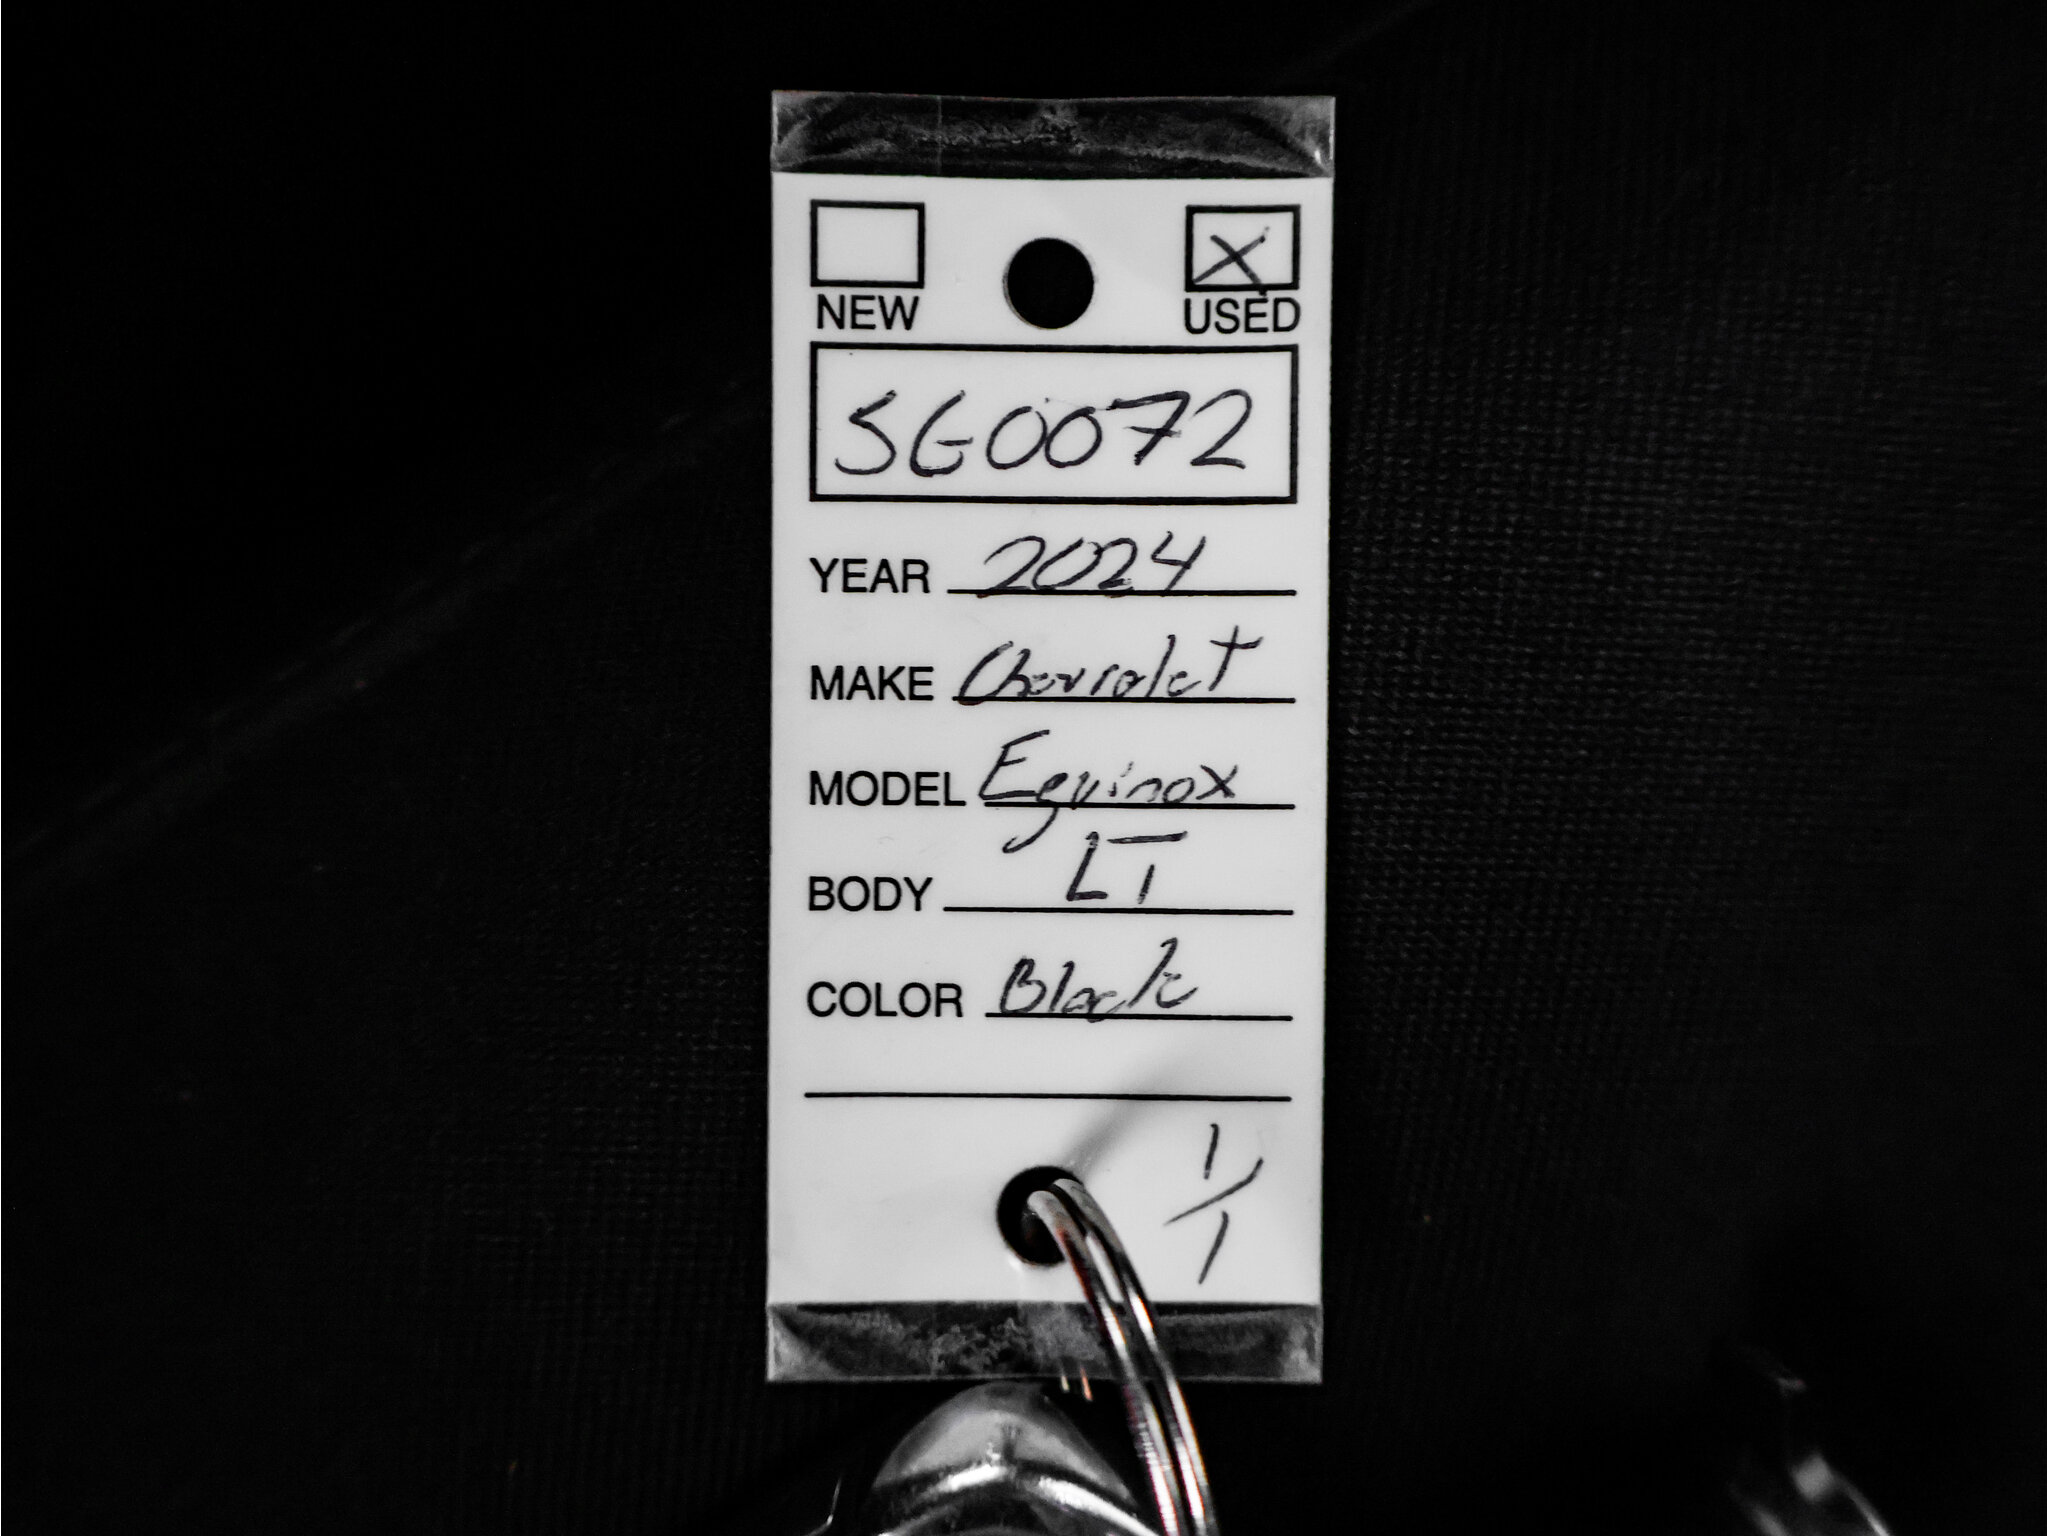 NEW USED
SG0072
YEAR 2024
MAKE Chevrolet
MODEL Equinox
BODY LT
COLOR Black
1/1